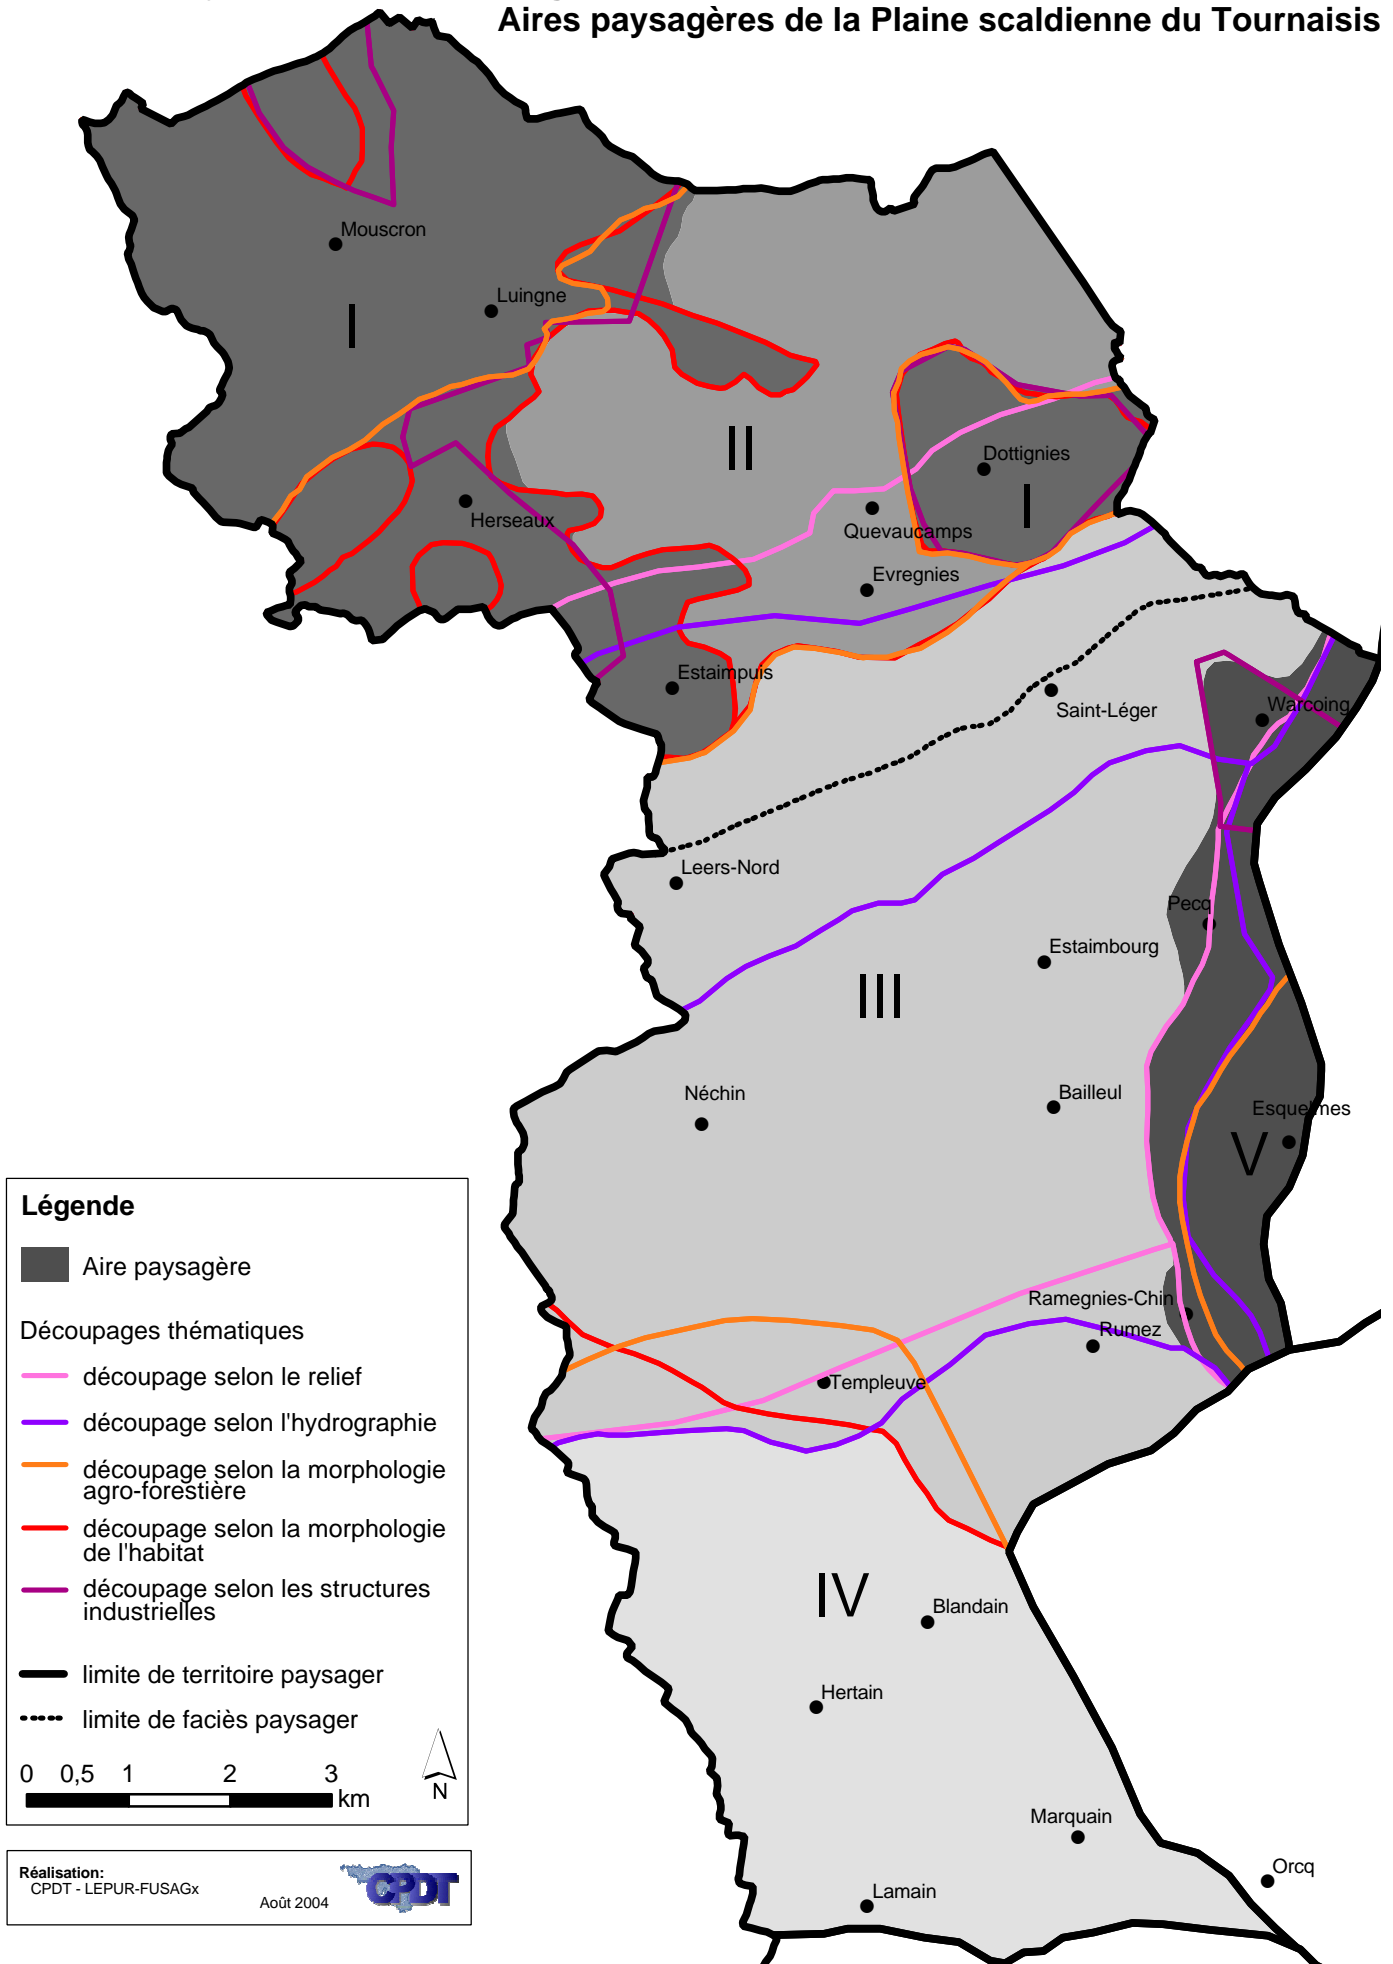 Aires paysagères de la Plaine scaldienne du Tournaisis
Mouscron
Luingne
I
II
Dottignies
I
Herseaux
Quevaucamps
Evregnies
Estaimpuis
Saint-Léger
Warcoing
Leers-Nord
Pecq
Estaimbourg
III
Néchin
Bailleul
Esquelmes
V
Ramegnies-Chin
Rumez
Templeuve
IV
Blandain
Hertain
Marquain
Orcq
Lamain
Légende
Aire paysagère
Découpages thématiques
découpage selon le relief
découpage selon l'hydrographie
découpage selon la morphologie
agro-forestière
découpage selon la morphologie
de l'habitat
découpage selon les structures
industrielles
limite de territoire paysager
limite de faciès paysager
0 0,5 1 2 3
km
N
Réalisation:
CPDT - LEPUR-FUSAGx
Août 2004
CPDT